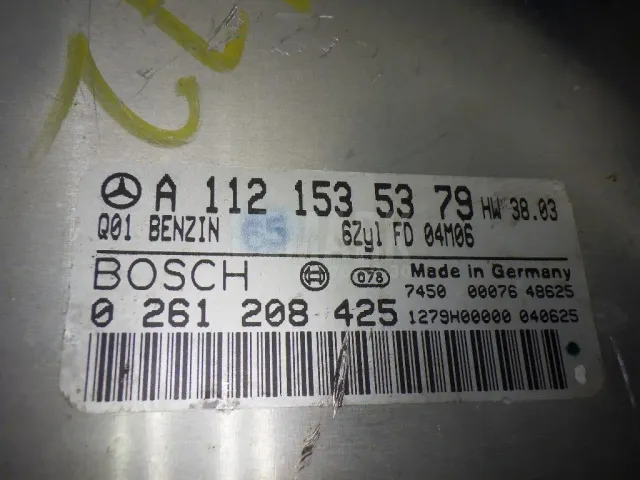 A 112 153 53 79 HW 38.03
Q01 BENZIN 6Zyl FD 04M06
BOSCH 078 Made in Germany
7450 00076 48625
0 261 208 425 1279H00000 040625